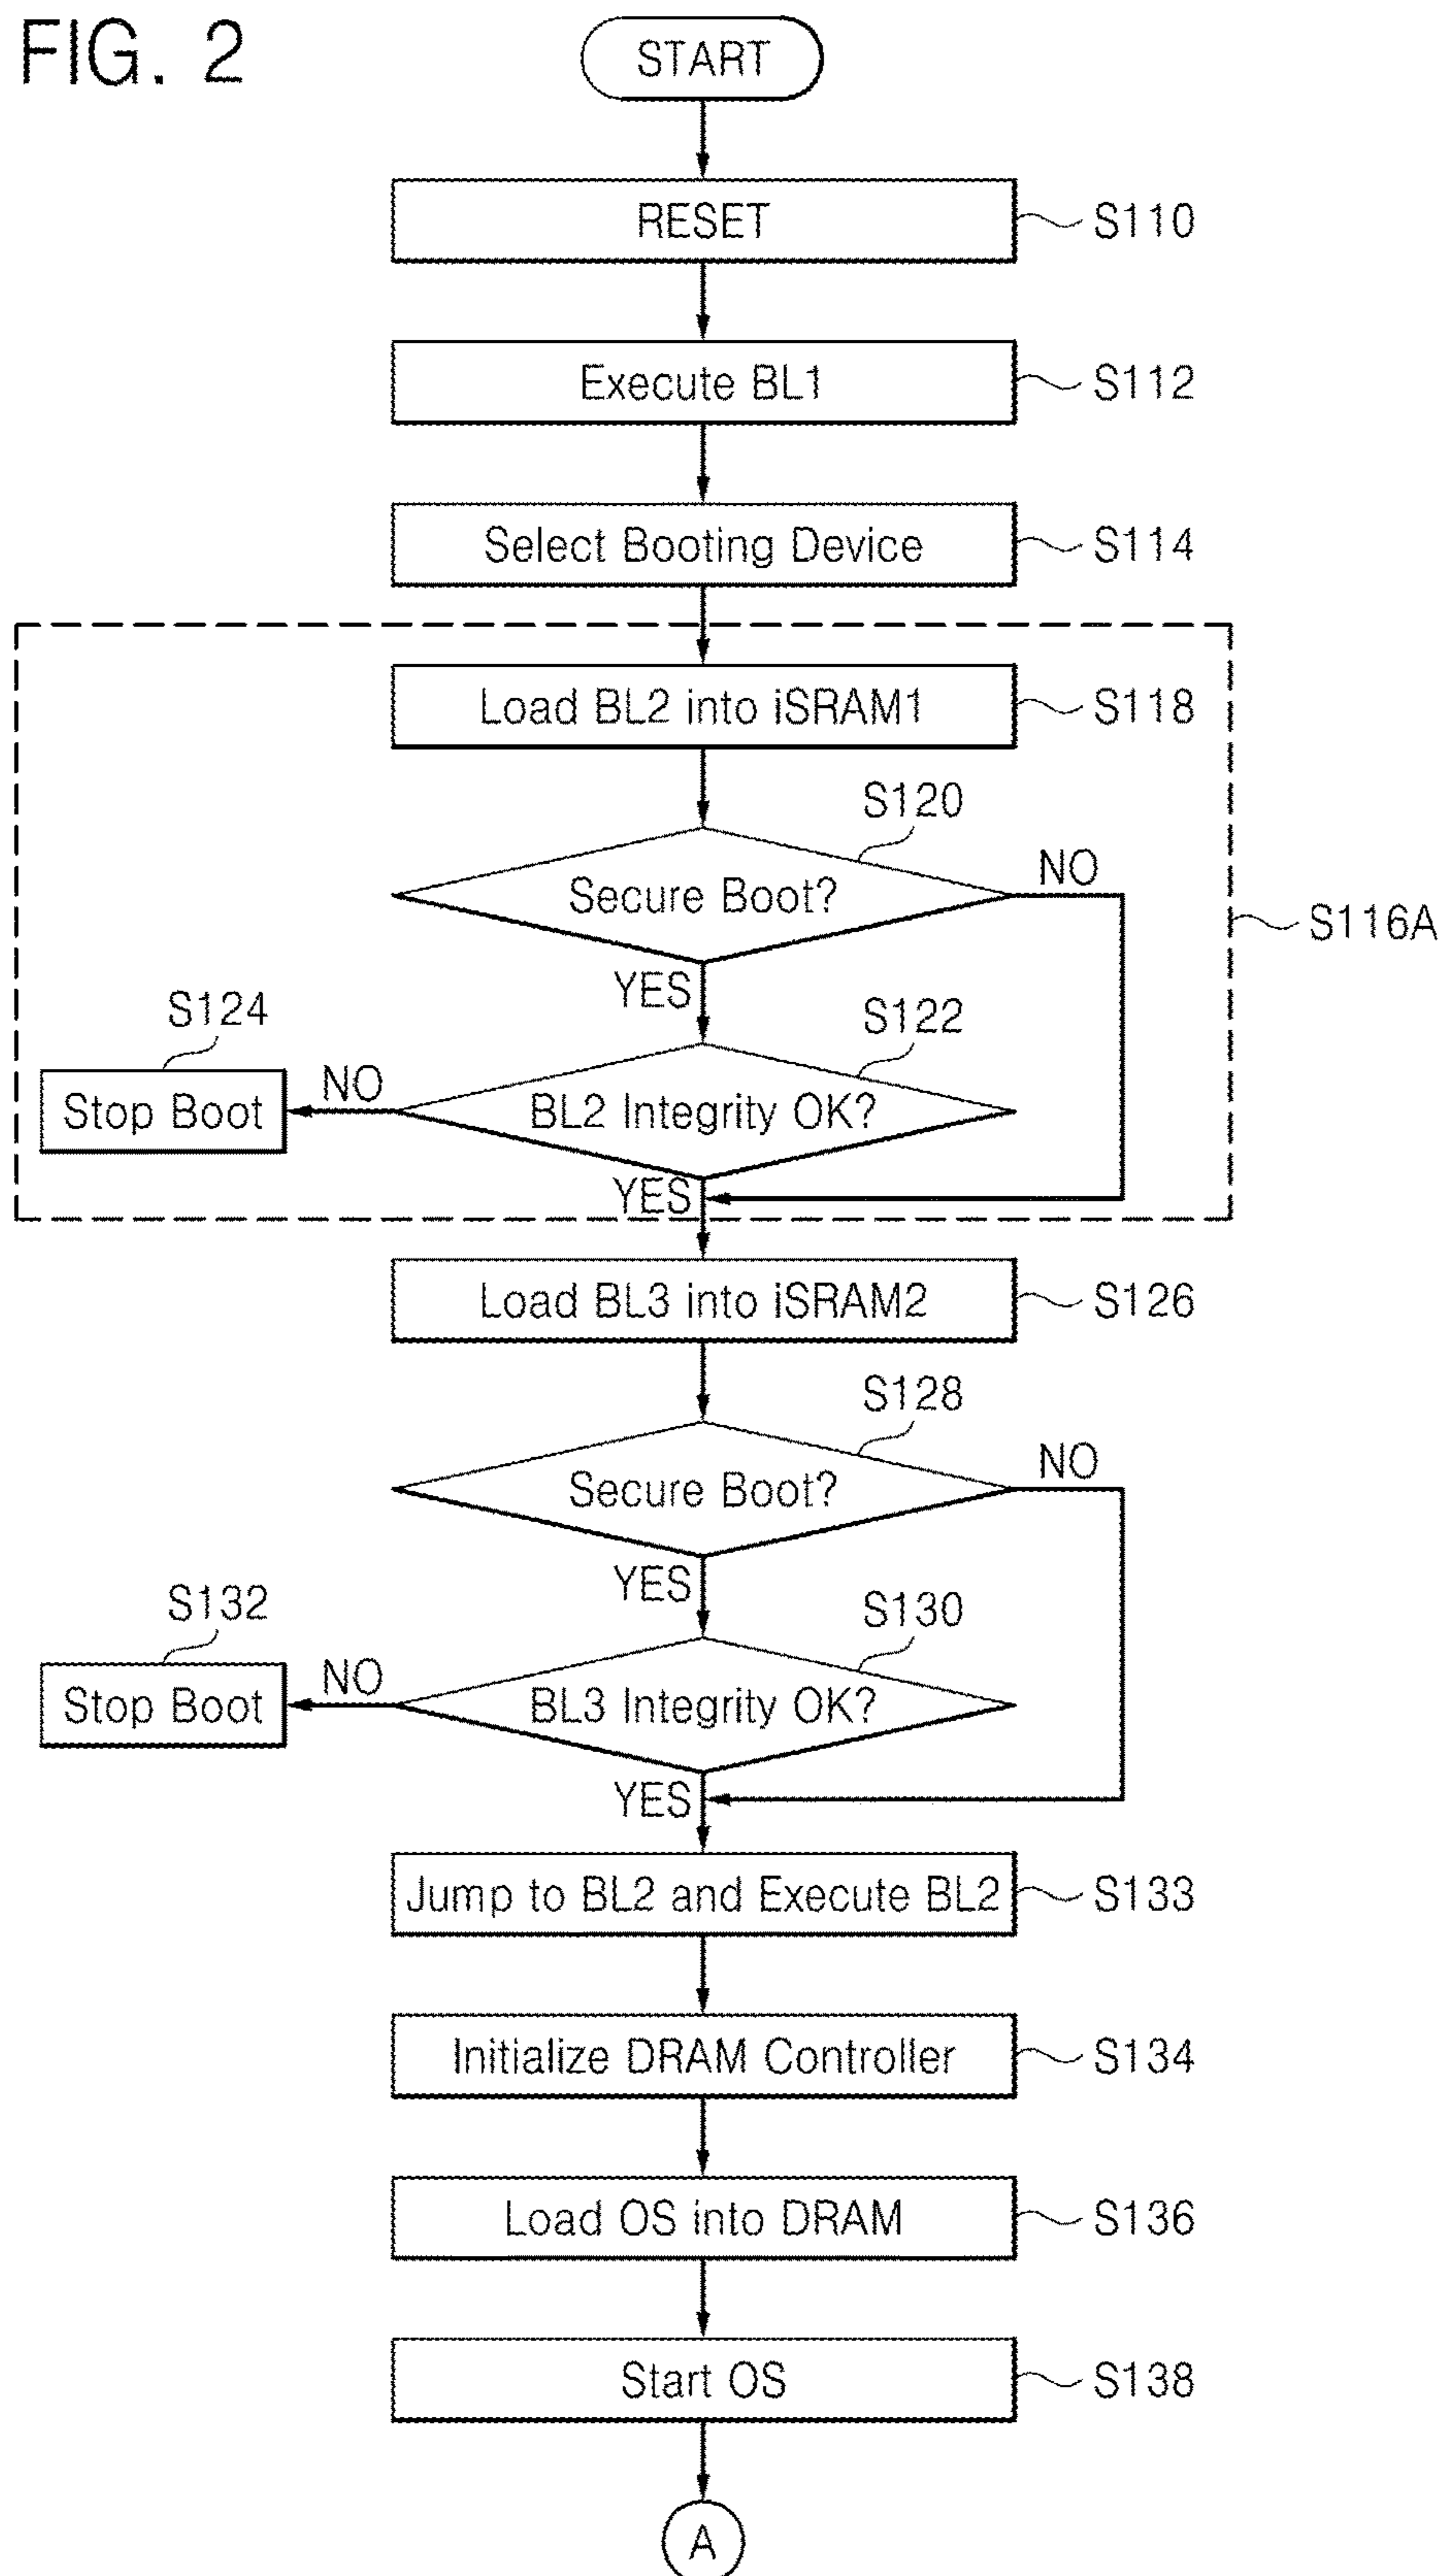 FIG. 2
START
RESET
S110
Execute BL1
S112
Select Booting Device
S114
Load BL2 into iSRAM1
S118
S120
Secure Boot?
NO
S116A
YES
S124
S122
Stop Boot
NO
BL2 Integrity OK?
YES
Load BL3 into iSRAM2
S126
S128
Secure Boot?
NO
YES
S132
S130
Stop Boot
NO
BL3 Integrity OK?
YES
Jump to BL2 and Execute BL2
S133
Initialize DRAM Controller
S134
Load OS into DRAM
S136
Start OS
S138
A